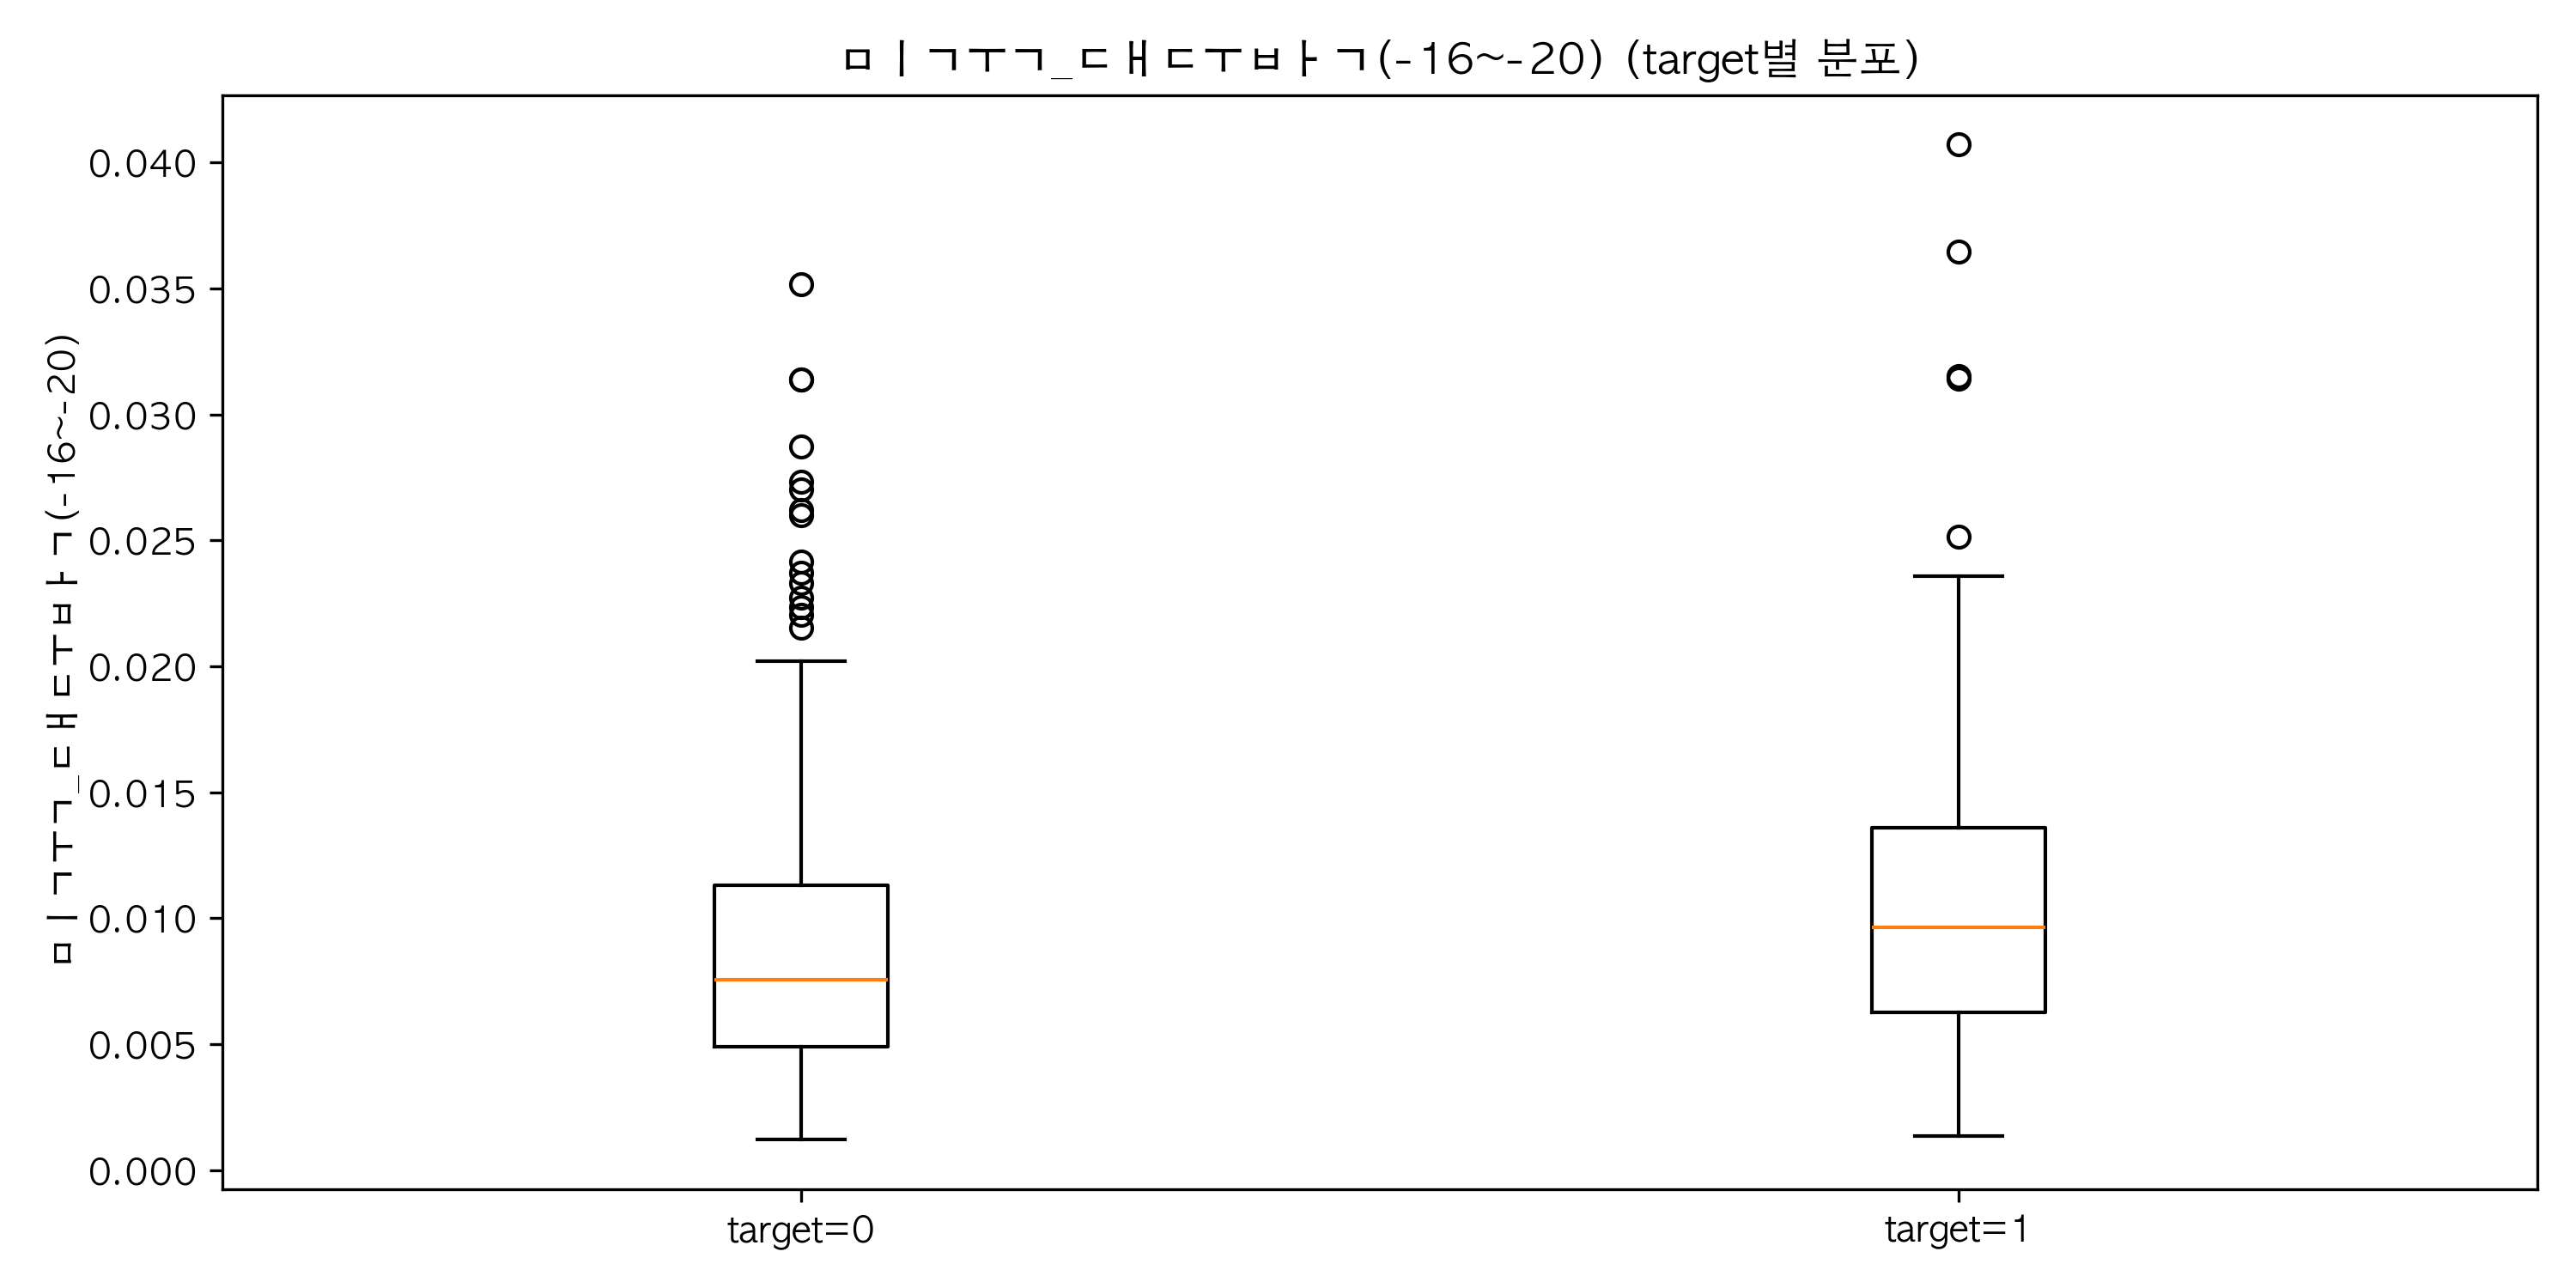 ㅁㅣㄱㅜㄱ_ㄷㅐㄷㅜㅂㅏㄱ(-16~-20) (target별 분포)
ㅁㅣㄱㅜㄱ_ㄷㅐㄷㅜㅂㅏㄱ(-16~-20)
0.040
0.035
0.030
0.025
0.020
0.015
0.010
0.005
0.000
target=0
target=1